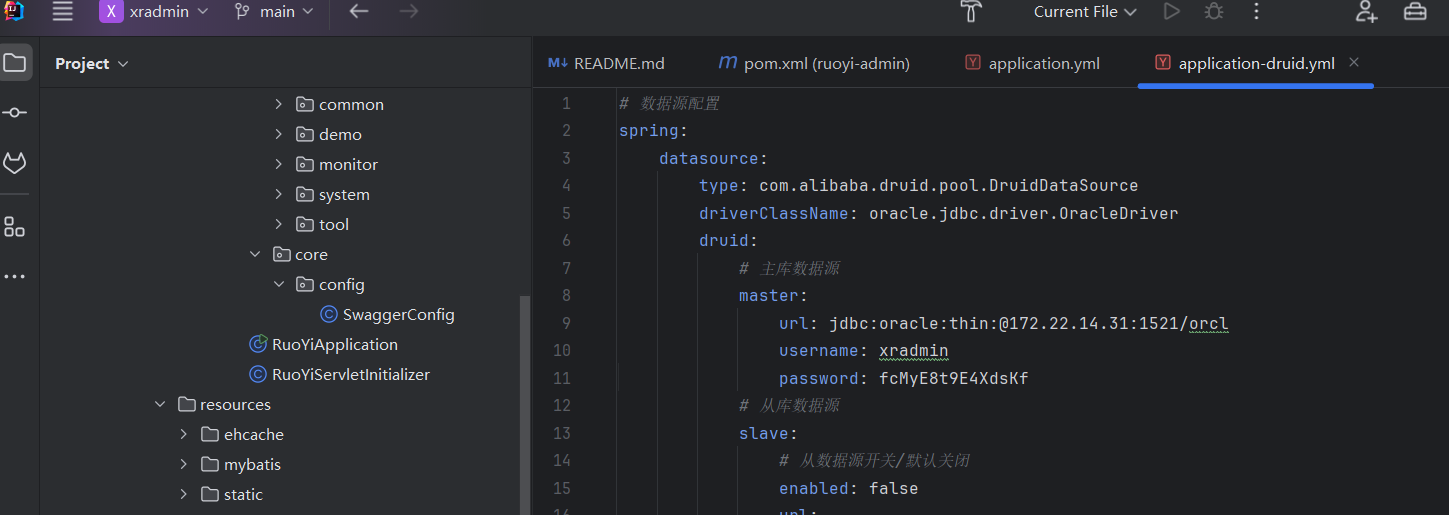 X xradmin main Current File
Project
README.md pom.xml (ruoyi-admin) application.yml application-druid.yml
common
demo
monitor
system
tool
core
config
SwaggerConfig
RuoYiApplication
RuoYiServletInitializer
resources
ehcache
mybatis
static
1 # 数据源配置
2 spring:
3 datasource:
4 type: com.alibaba.druid.pool.DruidDataSource
5 driverClassName: oracle.jdbc.driver.OracleDriver
6 druid:
7 # 主库数据源
8 master:
9 url: jdbc:oracle:thin:@172.22.14.31:1521/orcl
10 username: xradmin
11 password: fcMyE8t9E4XdsKf
12 # 从库数据源
13 slave:
14 # 从数据源开关/默认关闭
15 enabled: false
16 url: